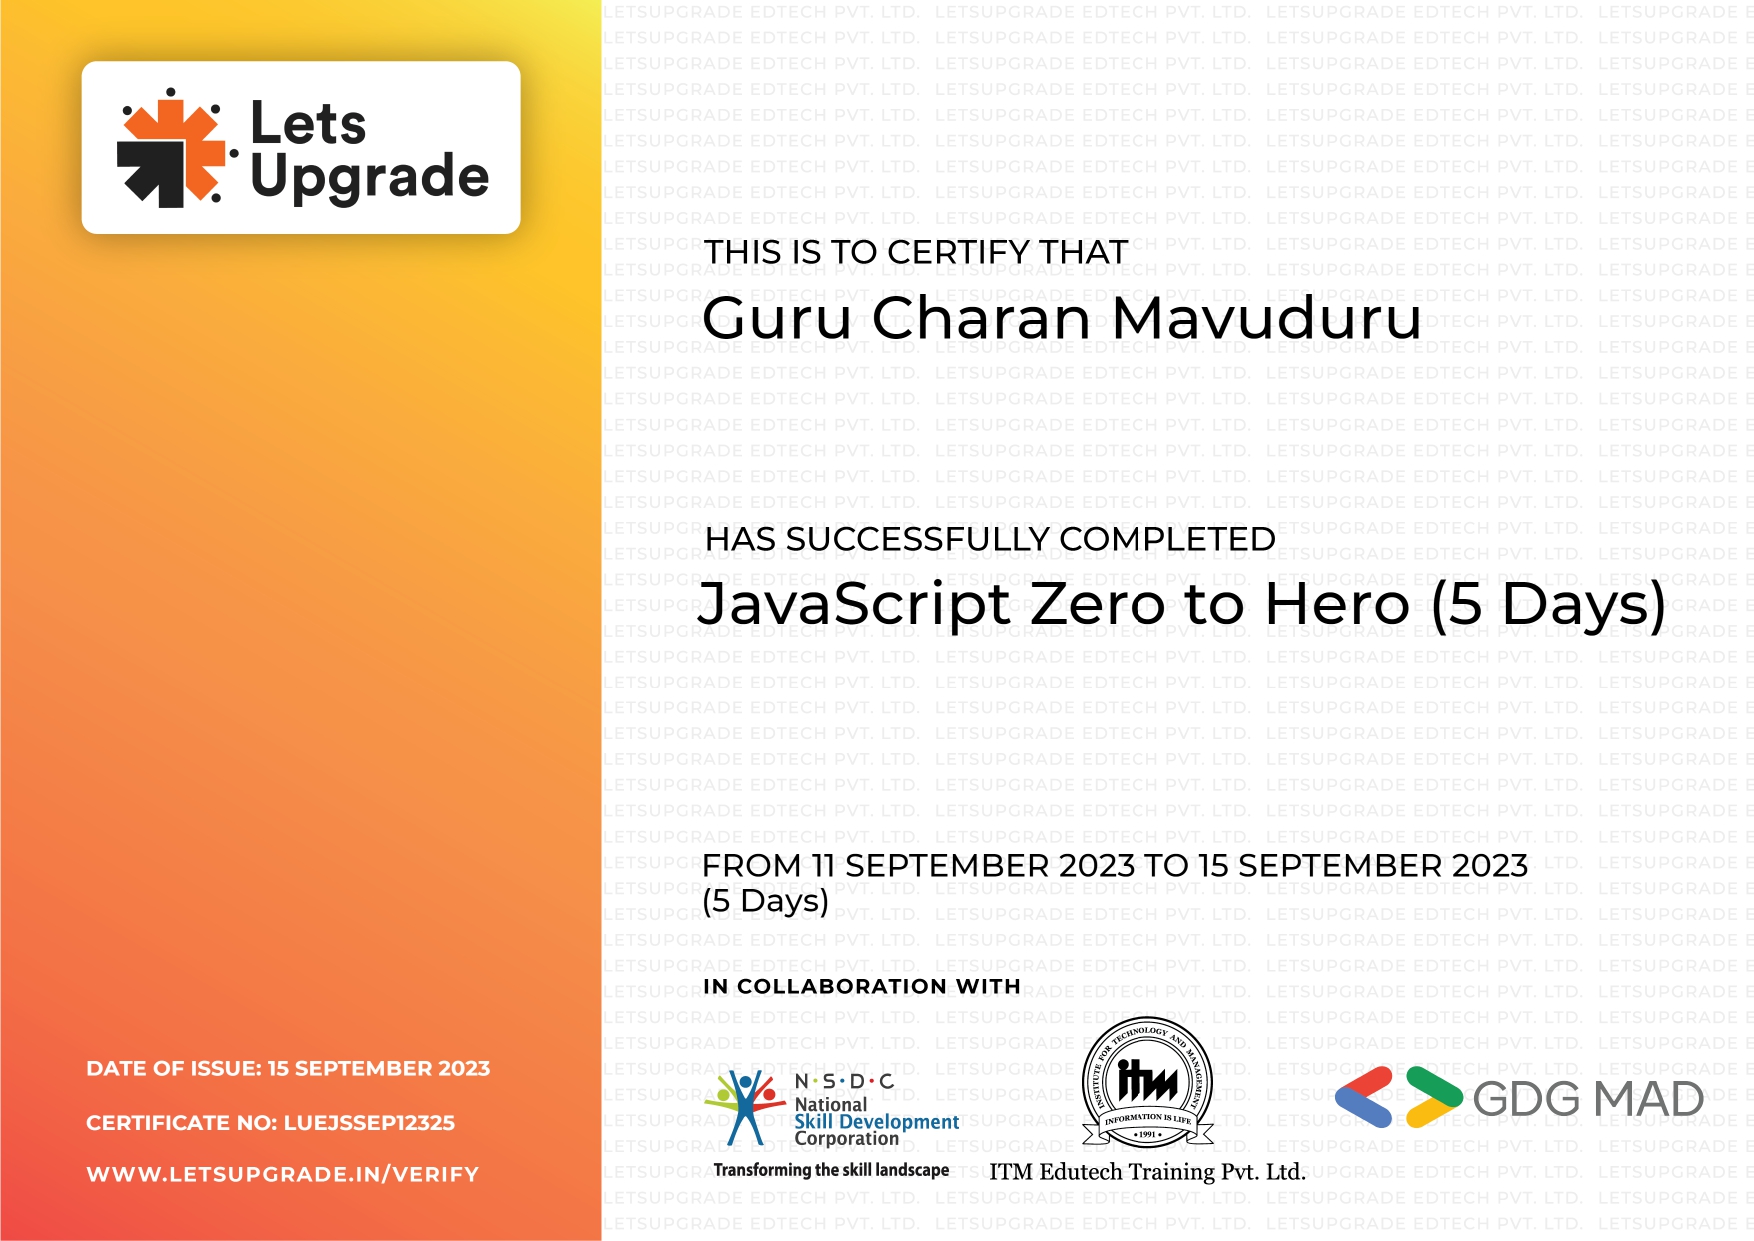 Lets
Upgrade
THIS IS TO CERTIFY THAT
Guru Charan Mavuduru
HAS SUCCESSFULLY COMPLETED
JavaScript Zero to Hero (5 Days)
FROM 11 SEPTEMBER 2023 TO 15 SEPTEMBER 2023
(5 Days)
IN COLLABORATION WITH
N·S·D·C
National
Skill Development
Corporation
Transforming the skill landscape
INSTITUTE FOR TECHNOLOGY AND MANAGEMENT
itm
INFORMATION IS LIFE
• 1991 •
ITM Edutech Training Pvt. Ltd.
GDG MAD
DATE OF ISSUE: 15 SEPTEMBER 2023
CERTIFICATE NO: LUEJSSEP12325
WWW.LETSUPGRADE.IN/VERIFY
LETSUPGRADE EDTECH PVT. LTD.